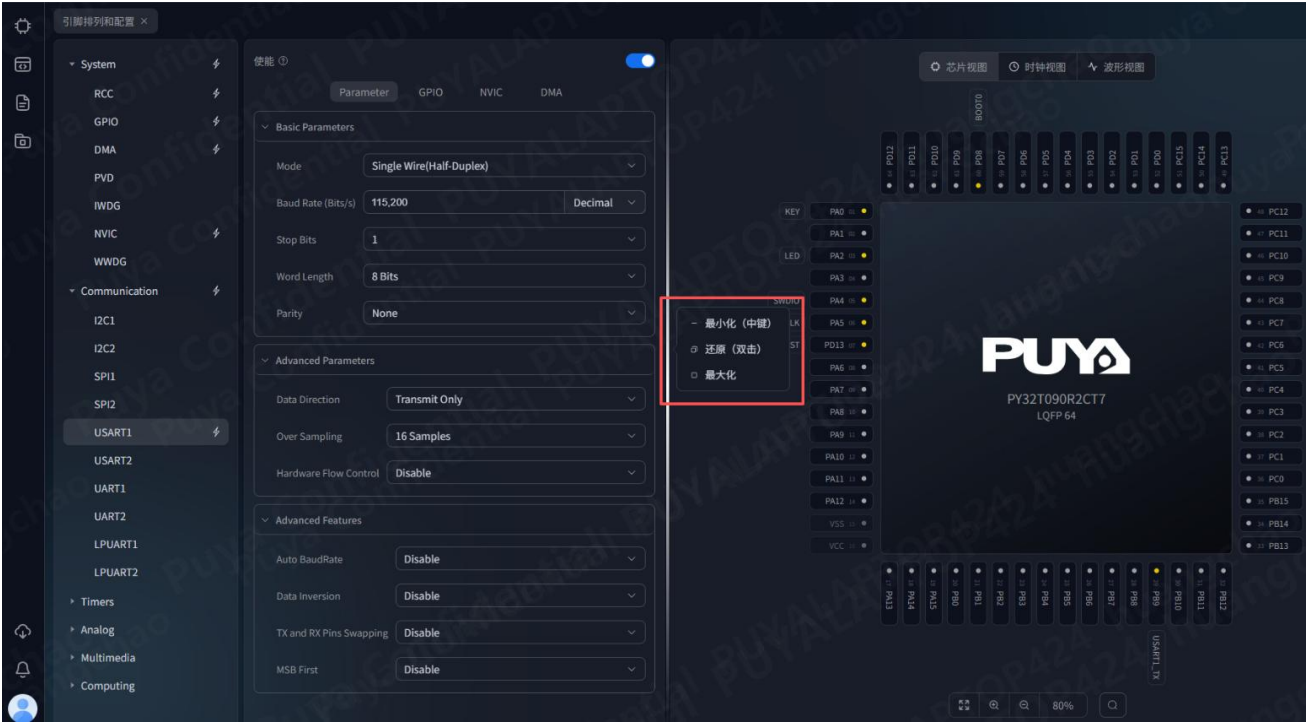 引脚排列和配置 ×
System
RCC
GPIO
DMA
PVD
IWDG
NVIC
WWDG
Communication
I2C1
I2C2
SPI1
SPI2
USART1
USART2
UART1
UART2
LPUART1
LPUART2
Timers
Analog
Multimedia
Computing
使能
Parameter GPIO NVIC DMA
Basic Parameters
Mode Single Wire(Half-Duplex)
Baud Rate (Bits/s) 115,200 Decimal
Stop Bits 1
Word Length 8 Bits
Parity None
Advanced Parameters
Data Direction Transmit Only
Over Sampling 16 Samples
Hardware Flow Control Disable
Advanced Features
Auto BaudRate Disable
Data Inversion Disable
TX and RX Pins Swapping Disable
MSB First Disable
最小化（中键）
还原（双击）
最大化
芯片视图 时钟视图 波形视图
BOOT0
PD12 PD11 PD10 PD9 PD8 PD7 PD6 PD5 PD4 PD3 PD2 PD1 PD0 PC15 PC14 PC13
KEY PA0
PA1
LED PA2
PA3
SWDIO PA4
LK PA5
ST PD13
PA6
PA7
PA8
PA9
PA10
PA11
PA12
VSS
VCC
PUYA
PY32T090R2CT7
LQFP 64
PC12
PC11
PC10
PC9
PC8
PC7
PC6
PC5
PC4
PC3
PC2
PC1
PC0
PB15
PB14
PB13
PA13 PA14 PA15 PB0 PB1 PB2 PB3 PB4 PB5 PB6 PB7 PB8 PB9 PB10 PB11 PB12
USART1_TX
80%